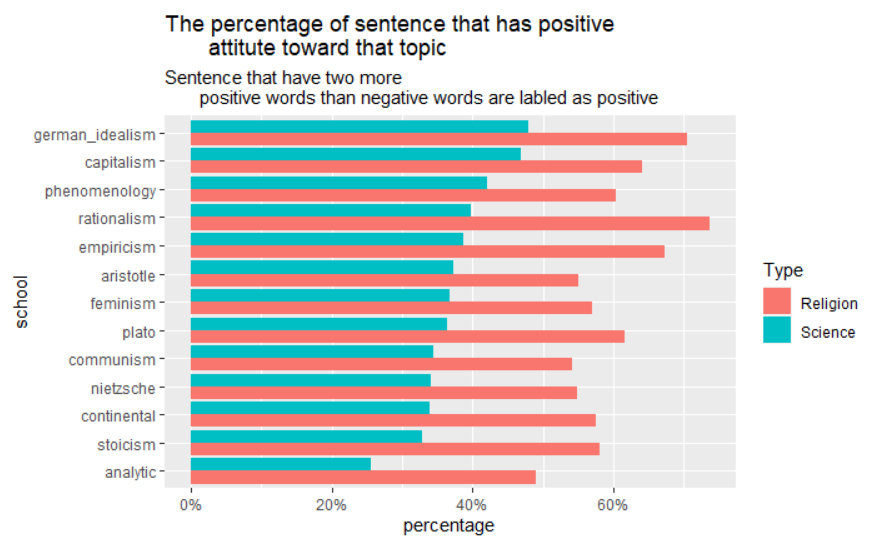 The percentage of sentence that has positive
attitute toward that topic
Sentence that have two more
positive words than negative words are labled as positive
german_idealism
capitalism
phenomenology
rationalism
empiricism
aristotle
feminism
plato
communism
nietzsche
continental
stoicism
analytic
school
0% 20% 40% 60%
percentage
Type
Religion
Science